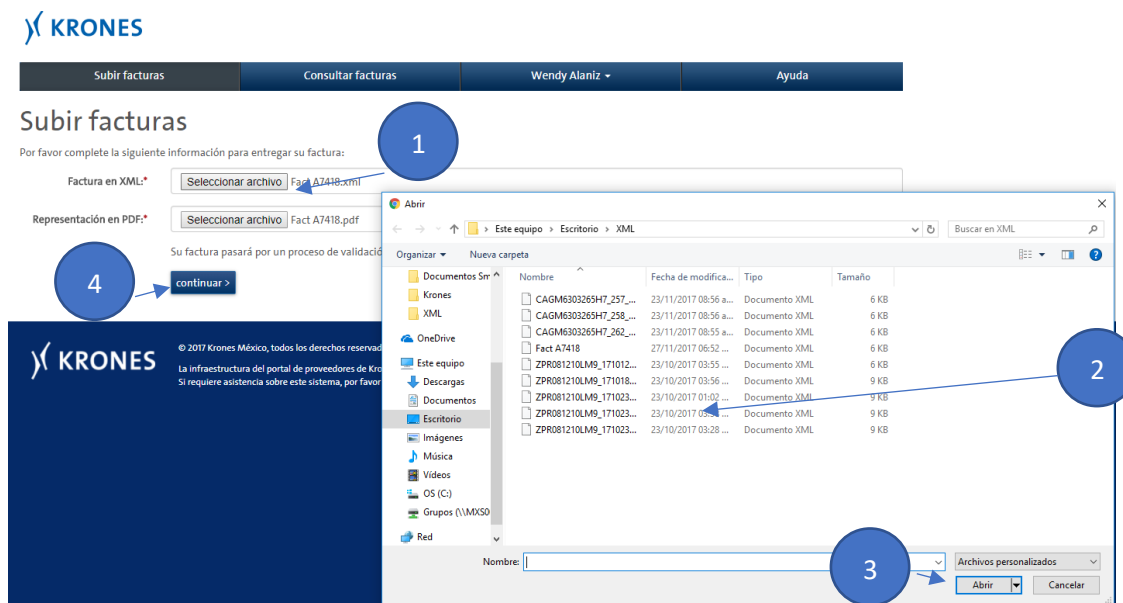 KRONES
Subir facturas Consultar facturas Wendy Alaniz Ayuda
Subir facturas
1
Por favor complete la siguiente información para entregar su factura:
Factura en XML:* Seleccionar archivo Fact A7418.xml
Representación en PDF:* Seleccionar archivo Fact A7418.pdf
Su factura pasará por un proceso de validació
4
continuar >
KRONES
© 2017 Krones México, todos los derechos reservad
La infraestructura del portal de proveedores de Kro
Si requiere asistencia sobre este sistema, por favor
Abrir
Este equipo > Escritorio > XML Buscar en XML
Organizar Nueva carpeta
Documentos Sm
Krones
XML
OneDrive
Este equipo
Descargas
Documentos
Escritorio
Imágenes
Música
Vídeos
OS (C:)
Grupos (\\MXS0
Red
Nombre Fecha de modifica... Tipo Tamaño
CAGM6303265H7_257_... 23/11/2017 08:56 a... Documento XML 6 KB
CAGM6303265H7_258_... 23/11/2017 08:56 a... Documento XML 6 KB
CAGM6303265H7_262_... 23/11/2017 08:55 a... Documento XML 6 KB
Fact A7418 27/11/2017 06:52 ... Documento XML 6 KB
ZPR081210LM9_171012... 23/10/2017 03:55 ... Documento XML 6 KB
ZPR081210LM9_171018... 23/10/2017 03:56 ... Documento XML 9 KB
ZPR081210LM9_171023... 23/10/2017 01:02 ... Documento XML 9 KB
ZPR081210LM9_171023... 23/10/2017 ... Documento XML 9 KB
ZPR081210LM9_171023... 23/10/2017 03:28 ... Documento XML 9 KB
2
Nombre: Archivos personalizados
3
Abrir Cancelar